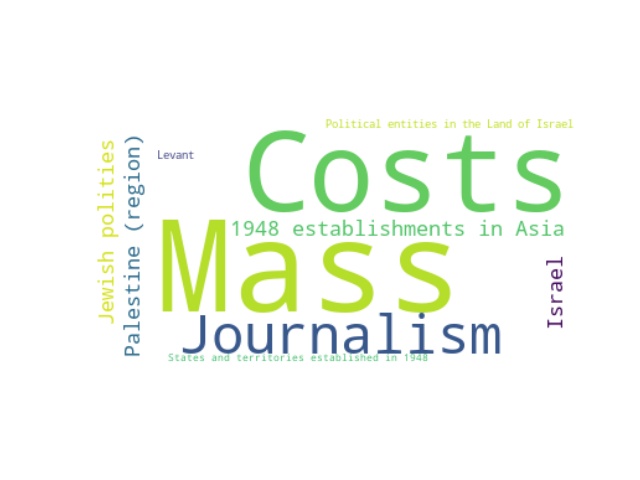 Political entities in the Land of Israel
Costs
Levant
Jewish polities
Palestine (region)
1948 establishments in Asia
Mass
Israel
Journalism
States and territories established in 1948